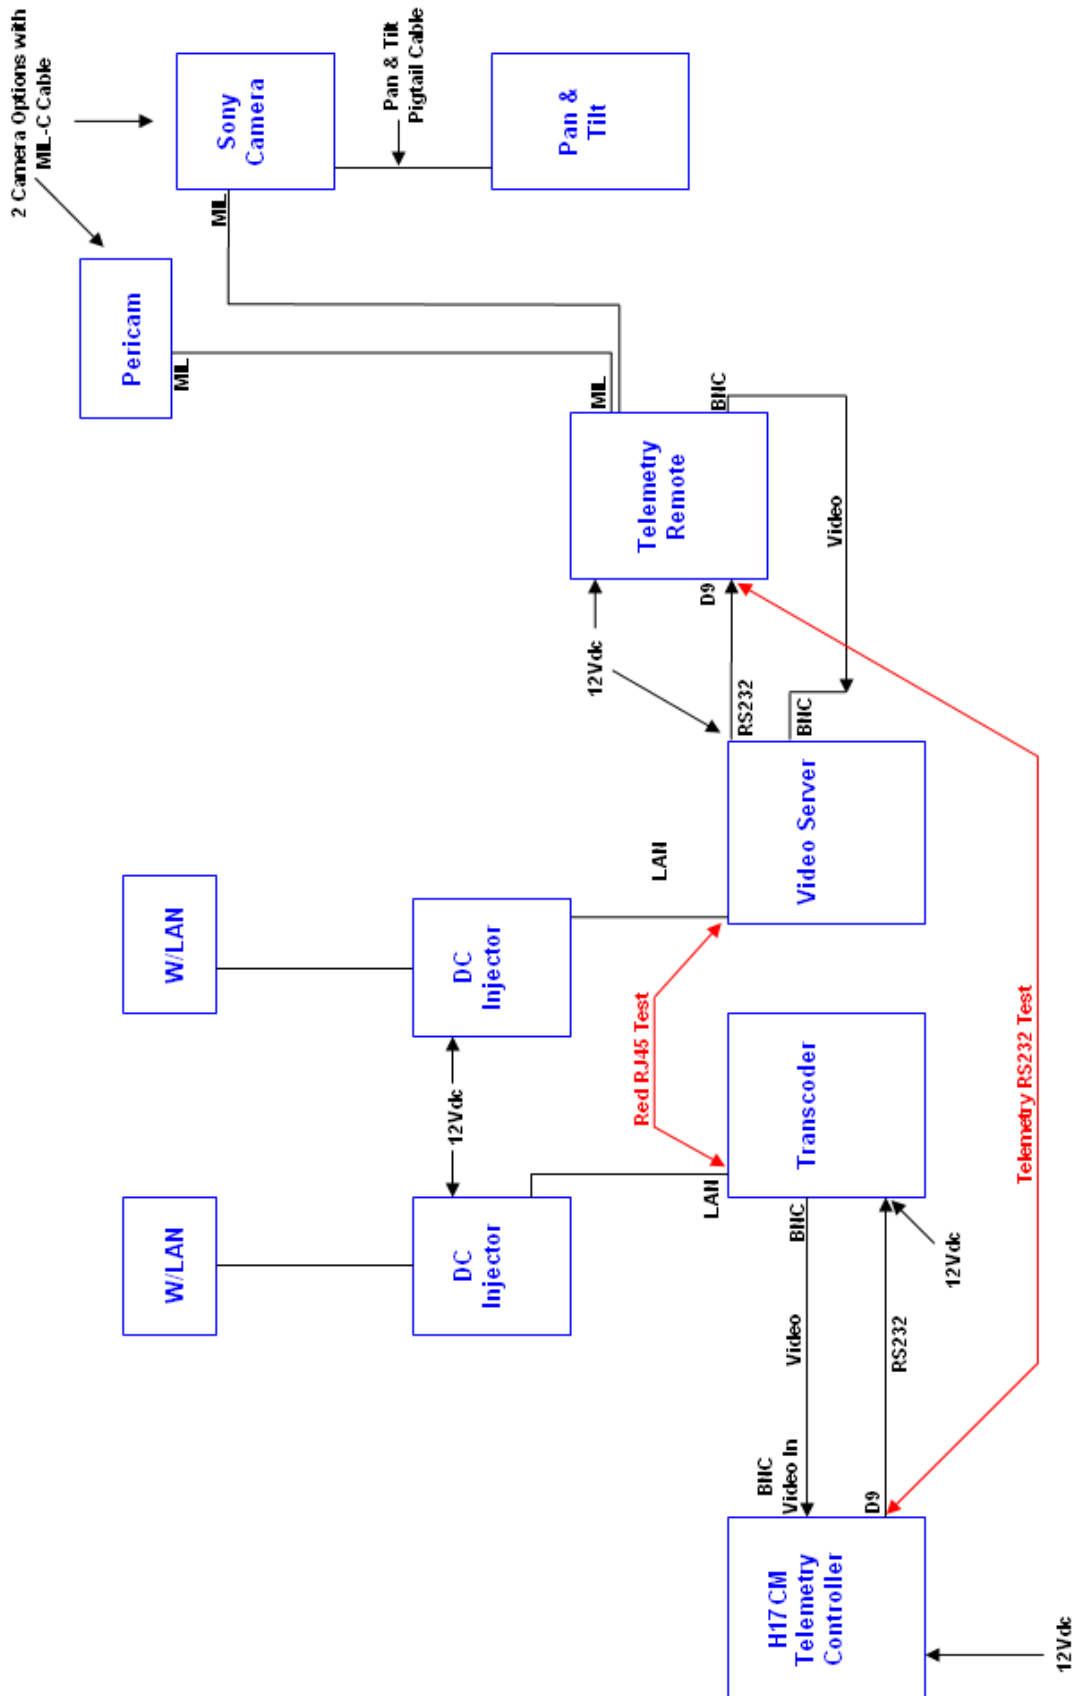 2 Camera Options with
MIL-C Cable
Pericam
MIL
Sony
Camera
MIL
Pan & Tilt
Pigtail Cable
Pan &
Tilt
MIL
Telemetry
Remote
BNC
Video
D9
12Vdc
RS232
BNC
Video Server
LAN
W/LAN
DC
Injector
12Vdc
W/LAN
DC
Injector
Red RJ45 Test
LAN
Transcoder
BNC
Video
BNC
Video In
RS232
D9
12Vdc
Telemetry RS232 Test
H17CM
Telemetry
Controller
12Vdc